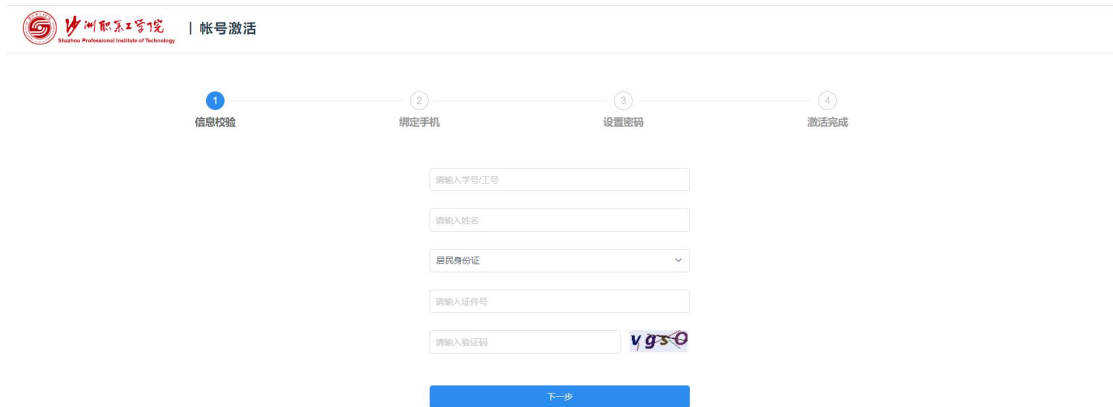 沙洲职业工学院
Shazhou Professional Institute of Technology
| 帐号激活
1
2
3
4
信息校验
绑定手机
设置密码
激活完成
请输入学号/工号
请输入姓名
居民身份证
请输入证件号
请输入验证码
vgsO
下一步